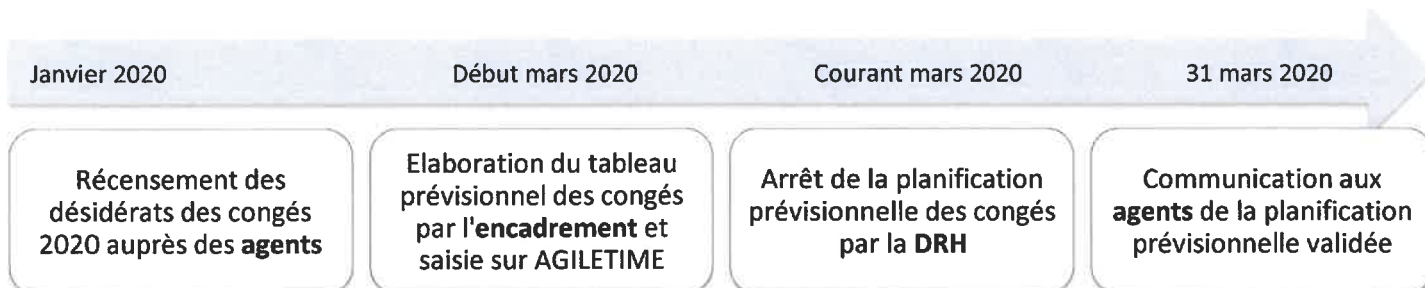 Janvier 2020
Début mars 2020
Courant mars 2020
31 mars 2020
Récensement des
désidérats des congés
2020 auprès des agents
Elaboration du tableau
prévisionnel des congés
par l'encadrement et
saisie sur AGILETIME
Arrêt de la planification
prévisionnelle des congés
par la DRH
Communication aux
agents de la planification
prévisionnelle validée